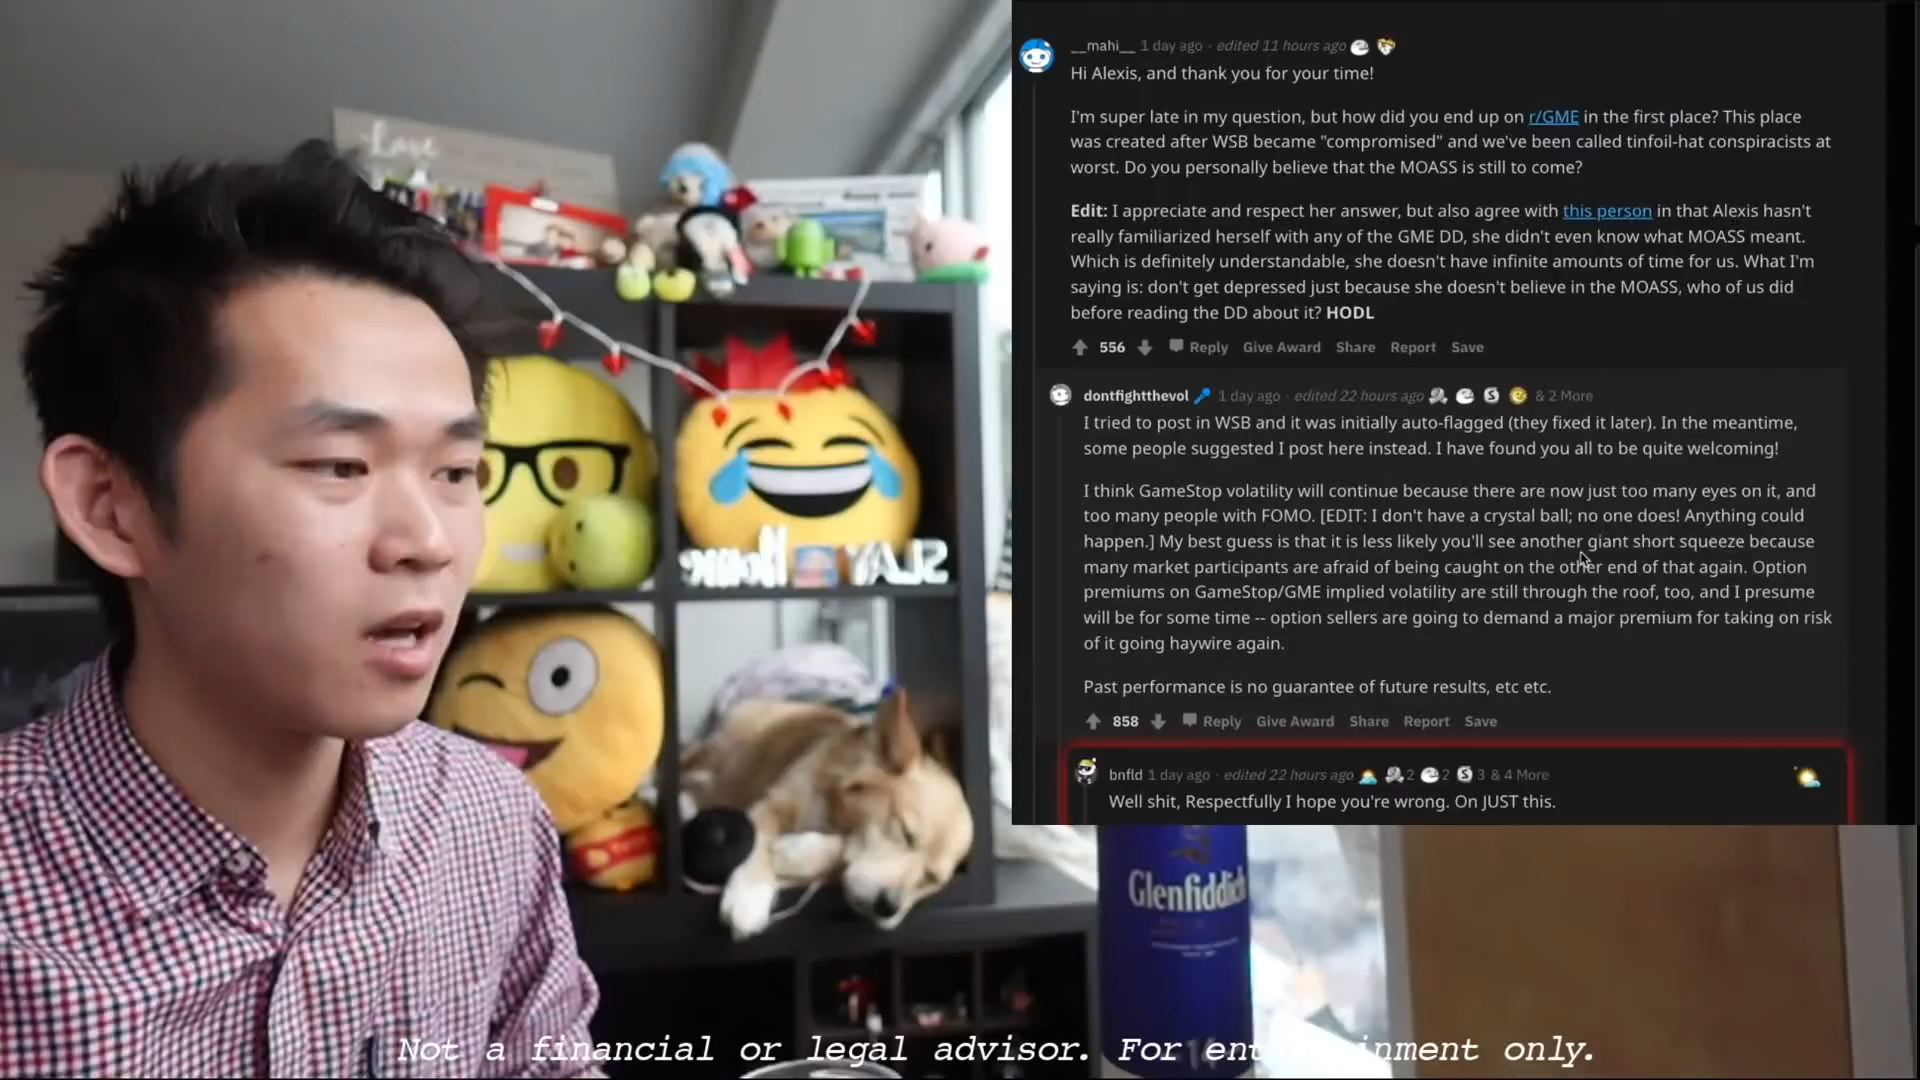 __mahi__ 1 day ago · edited 11 hours ago
Hi Alexis, and thank you for your time!
I'm super late in my question, but how did you end up on r/GME in the first place? This place
was created after WSB became "compromised" and we've been called tinfoil-hat conspiracists at
worst. Do you personally believe that the MOASS is still to come?
Edit: I appreciate and respect her answer, but also agree with this person in that Alexis hasn't
really familiarized herself with any of the GME DD, she didn't even know what MOASS meant.
Which is definitely understandable, she doesn't have infinite amounts of time for us. What I'm
saying is: don't get depressed just because she doesn't believe in the MOASS, who of us did
before reading the DD about it? HODL
556 Reply Give Award Share Report Save
dontfightthevol 1 day ago · edited 22 hours ago & 2 More
I tried to post in WSB and it was initially auto-flagged (they fixed it later). In the meantime,
some people suggested I post here instead. I have found you all to be quite welcoming!
I think GameStop volatility will continue because there are now just too many eyes on it, and
too many people with FOMO. [EDIT: I don't have a crystal ball; no one does! Anything could
happen.] My best guess is that it is less likely you'll see another giant short squeeze because
many market participants are afraid of being caught on the other end of that again. Option
premiums on GameStop/GME implied volatility are still through the roof, too, and I presume
will be for some time -- option sellers are going to demand a major premium for taking on risk
of it going haywire again.
Past performance is no guarantee of future results, etc etc.
858 Reply Give Award Share Report Save
bnfld 1 day ago · edited 22 hours ago 2 2 3 & 4 More
Well shit, Respectfully I hope you're wrong. On JUST this.
Love
SLAY
Glenfiddich
Not a financial or legal advisor. For entertainment only.